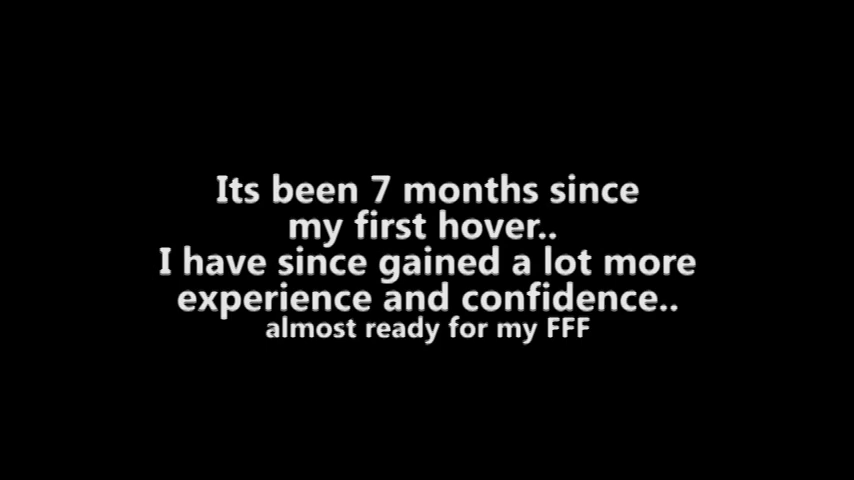 Its been 7 months since
my first hover..
I have since gained a lot more
experience and confidence..
almost ready for my FFF